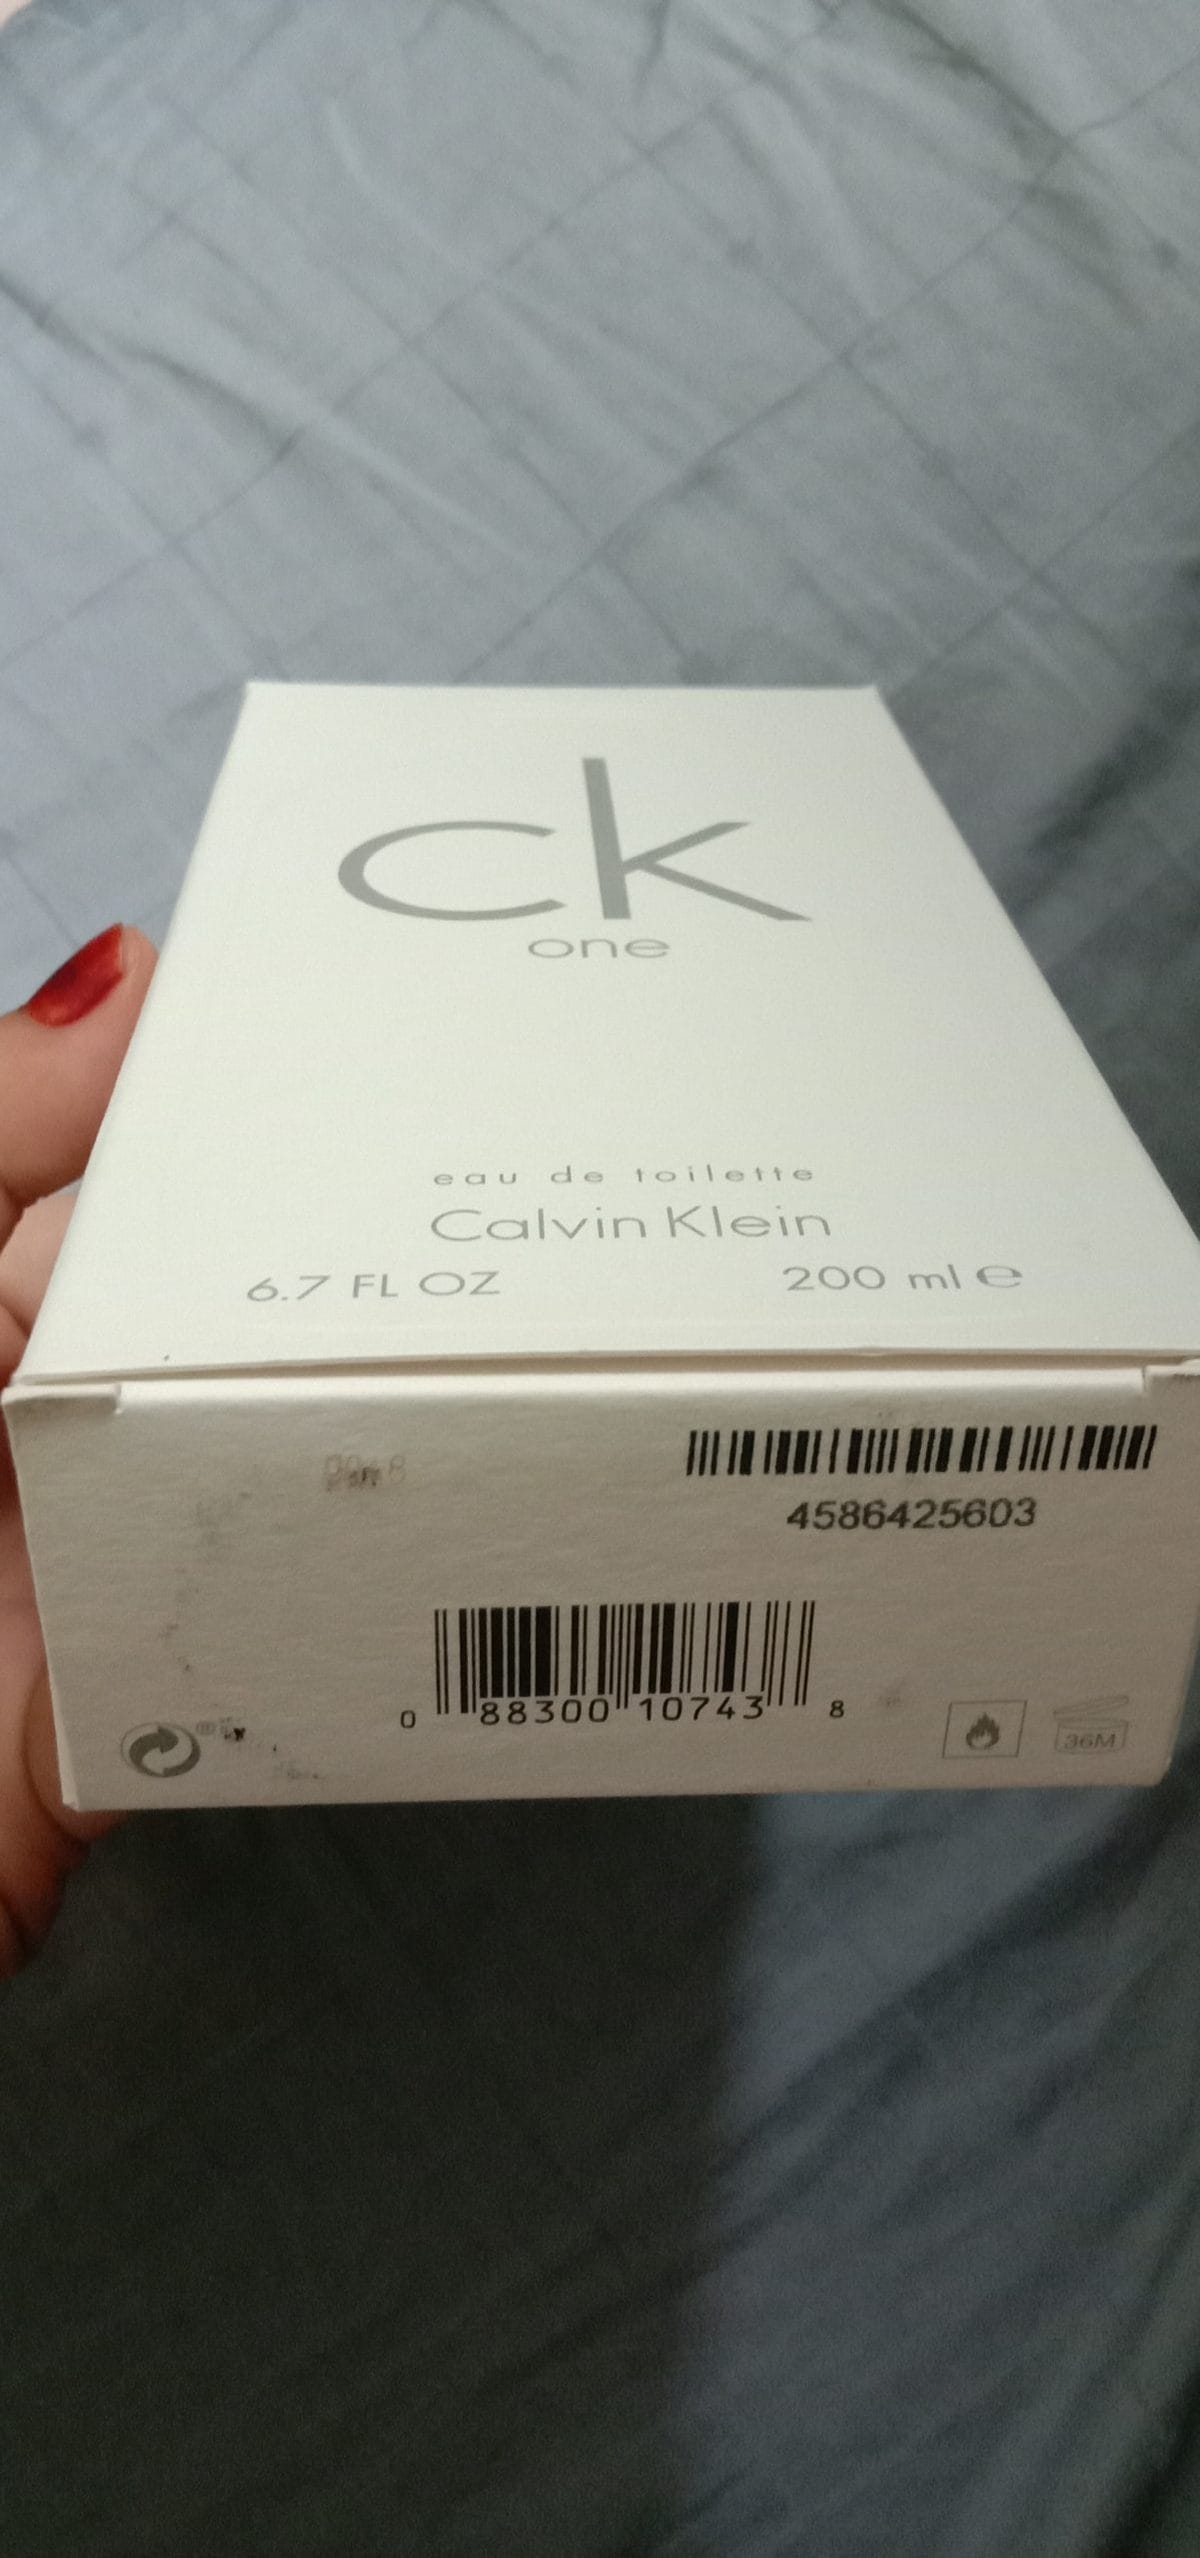 ck
one
eau de toilette
Calvin Klein
6.7 FL OZ 200 ml e
4586425603
0 88300 10743 8
36M